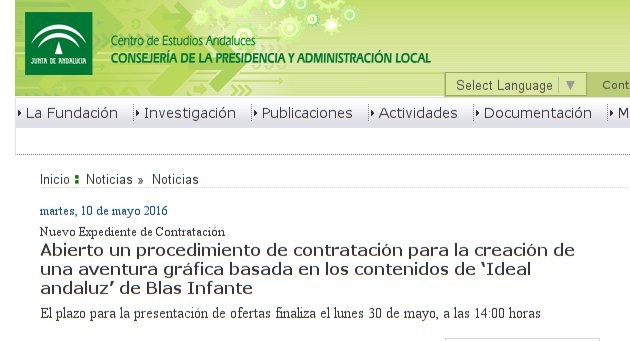 JUNTA DE ANDALUCIA
Centro de Estudios Andaluces
CONSEJERÍA DE LA PRESIDENCIA Y ADMINISTRACIÓN LOCAL
Select Language ▼
Cont
La Fundación
Investigación
Publicaciones
Actividades
Documentación
M
Inicio
Noticias »
Noticias
martes, 10 de mayo 2016
Nuevo Expediente de Contratación
Abierto un procedimiento de contratación para la creación de
una aventura gráfica basada en los contenidos de ‘Ideal
andaluz’ de Blas Infante
El plazo para la presentación de ofertas finaliza el lunes 30 de mayo, a las 14:00 horas